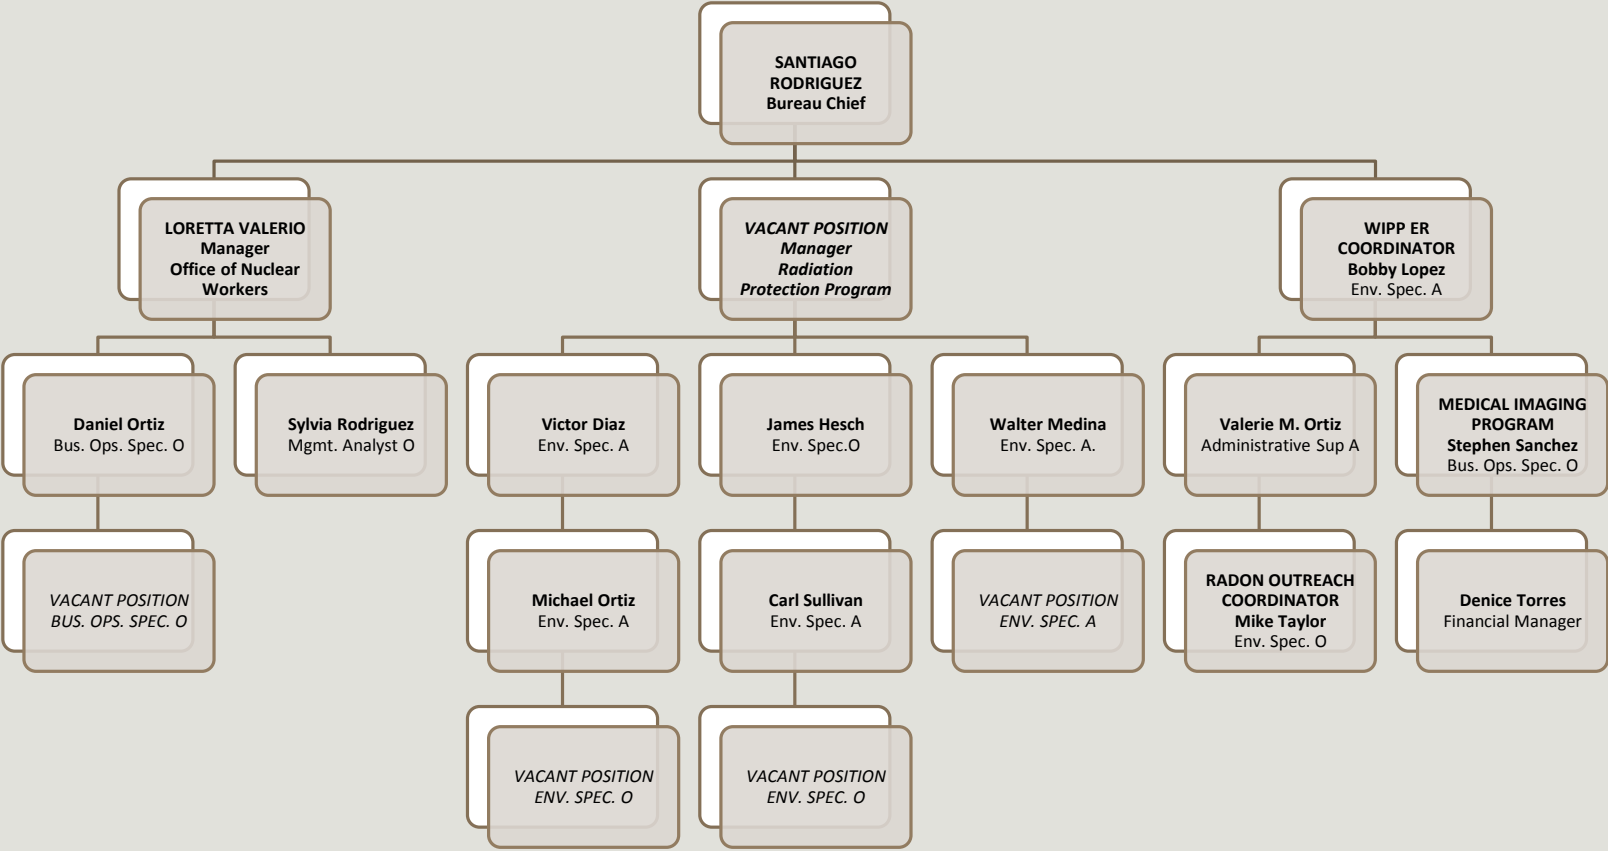 SANTIAGO
RODRIGUEZ
Bureau Chief
LORETTA VALERIO
Manager
Office of Nuclear
Workers
VACANT POSITION
Manager
Radiation
Protection Program
WIPP ER
COORDINATOR
Bobby Lopez
Env. Spec. A
Daniel Ortiz
Bus. Ops. Spec. O
Sylvia Rodriguez
Mgmt. Analyst O
Victor Diaz
Env. Spec. A
James Hesch
Env. Spec.O
Walter Medina
Env. Spec. A.
Valerie M. Ortiz
Administrative Sup A
MEDICAL IMAGING
PROGRAM
Stephen Sanchez
Bus. Ops. Spec. O
VACANT POSITION
BUS. OPS. SPEC. O
Michael Ortiz
Env. Spec. A
Carl Sullivan
Env. Spec. A
VACANT POSITION
ENV. SPEC. A
RADON OUTREACH
COORDINATOR
Mike Taylor
Env. Spec. O
Denice Torres
Financial Manager
VACANT POSITION
ENV. SPEC. O
VACANT POSITION
ENV. SPEC. O